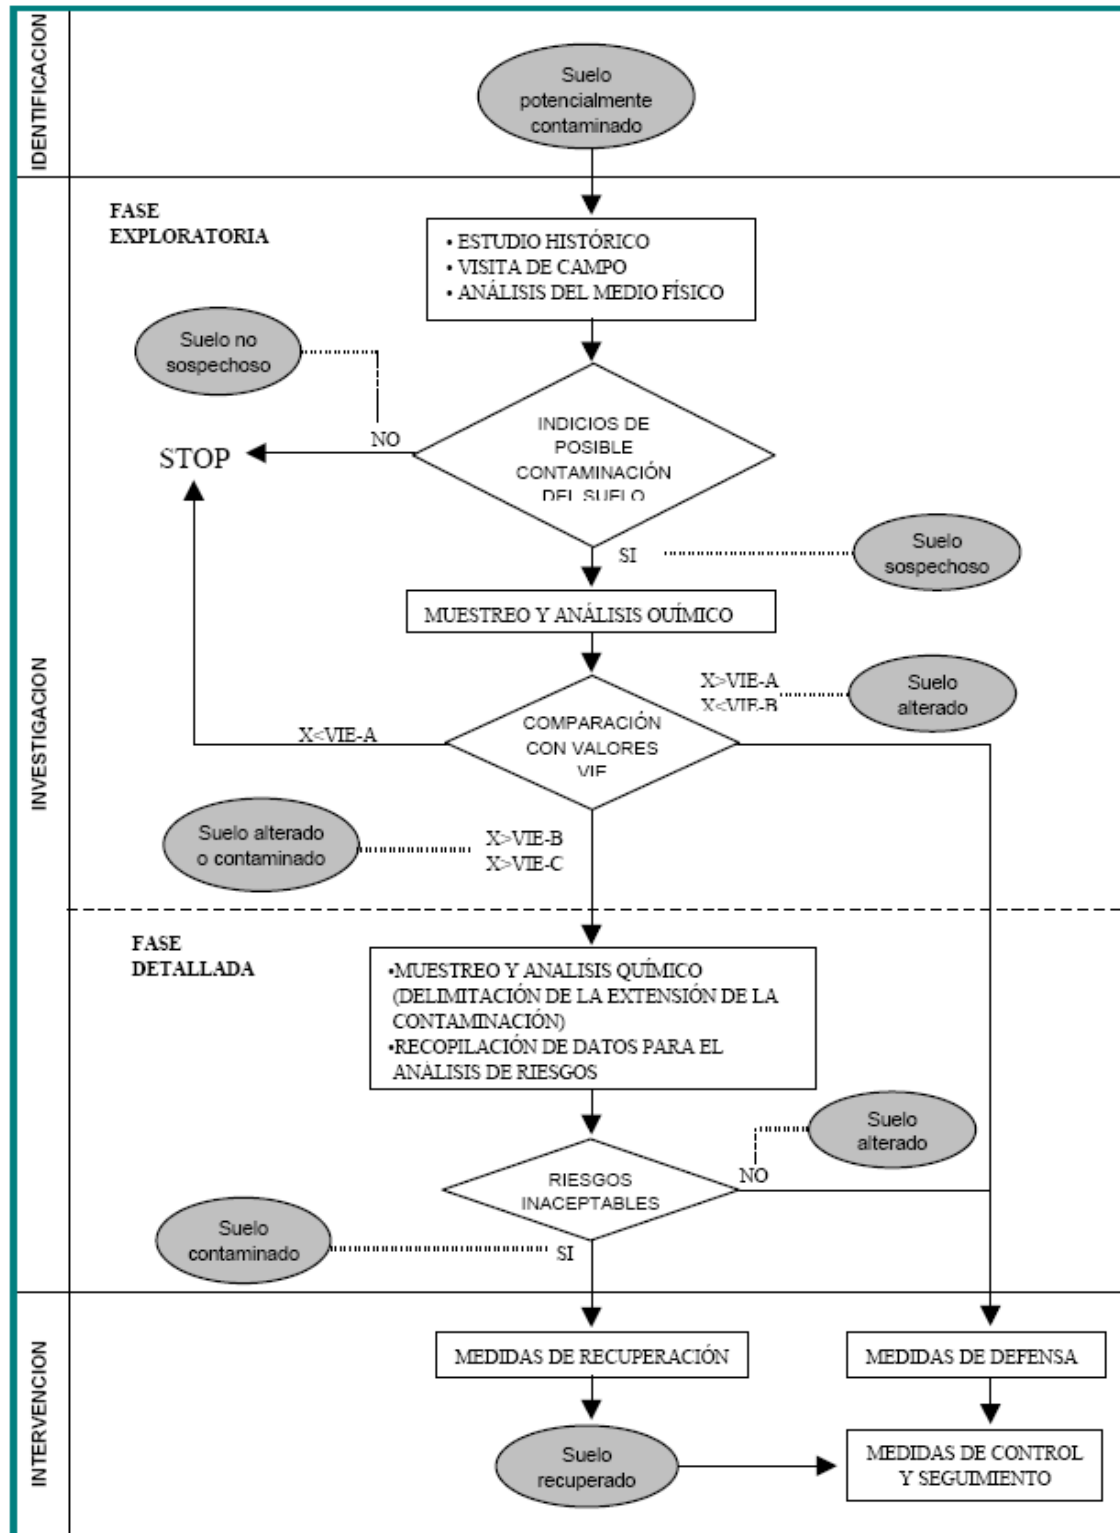 IDENTIFICACION
Suelo
potencialmente
contaminado
INVESTIGACION
FASE
EXPLORATORIA
• ESTUDIO HISTÓRICO
• VISITA DE CAMPO
• ANÁLISIS DEL MEDIO FÍSICO
Suelo no
sospechoso
INDICIOS DE
POSIBLE
CONTAMINACIÓN
DEL SUELO
NO
STOP
SI
Suelo
sospechoso
MUESTREO Y ANÁLISIS QUÍMICO
X>VIE-A
X<VIE-B
Suelo
alterado
COMPARACIÓN
CON VALORES
VIE
X<VIE-A
Suelo alterado
o contaminado
X>VIE-B
X>VIE-C
FASE
DETALLADA
•MUESTREO Y ANALISIS QUÍMICO
(DELIMITACIÓN DE LA EXTENSIÓN DE LA
CONTAMINACIÓN)
•RECOPILACIÓN DE DATOS PARA EL
ANÁLISIS DE RIESGOS
Suelo
alterado
NO
RIESGOS
INACEPTABLES
Suelo
contaminado
SI
INTERVENCION
MEDIDAS DE RECUPERACIÓN
MEDIDAS DE DEFENSA
Suelo
recuperado
MEDIDAS DE CONTROL
Y SEGUIMIENTO